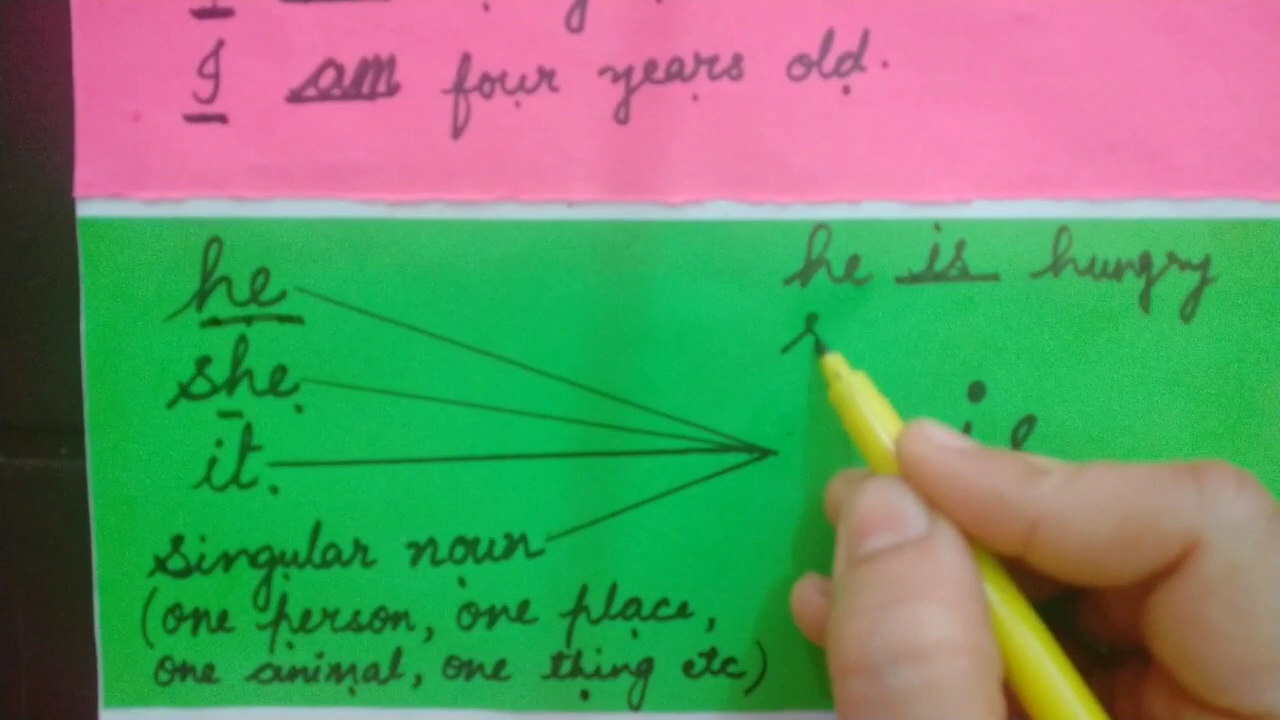 I am four years old.
he
she
it.
singular noun
(one person, one place,
one animal, one thing etc)
he is hungry
s
is